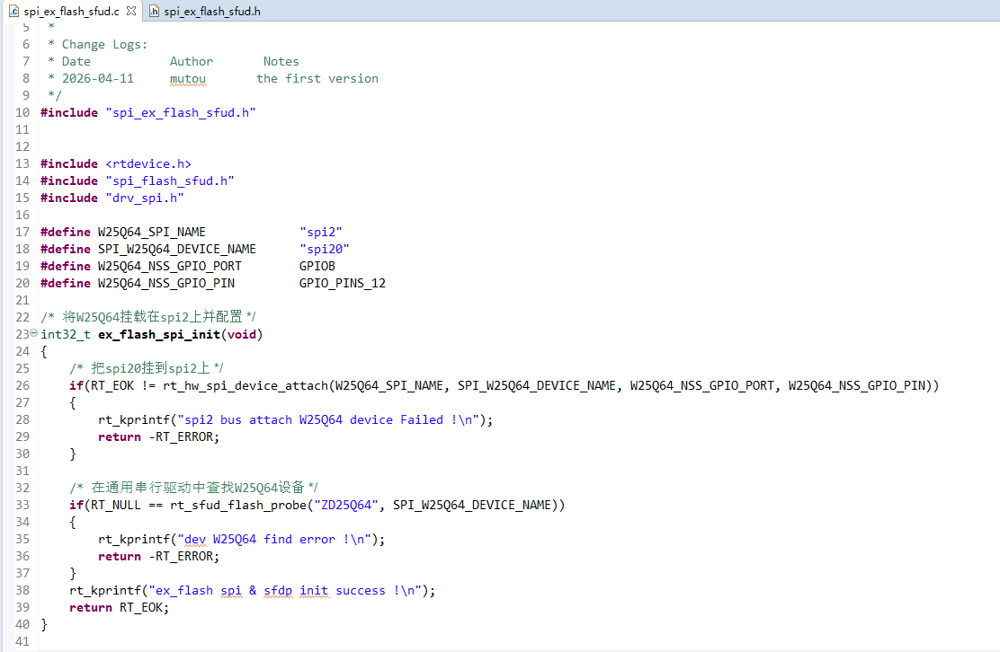 spi_ex_flash_sfud.c spi_ex_flash_sfud.h
5 *
6 * Change Logs:
7 * Date Author Notes
8 * 2026-04-11 mutou the first version
9 */
10 #include "spi_ex_flash_sfud.h"
11
12
13 #include <rtdevice.h>
14 #include "spi_flash_sfud.h"
15 #include "drv_spi.h"
16
17 #define W25Q64_SPI_NAME "spi2"
18 #define SPI_W25Q64_DEVICE_NAME "spi20"
19 #define W25Q64_NSS_GPIO_PORT GPIOB
20 #define W25Q64_NSS_GPIO_PIN GPIO_PINS_12
21
22 /* 将W25Q64挂载在spi2上并配置 */
23 int32_t ex_flash_spi_init(void)
24 {
25 /* 把spi20挂到spi2上 */
26 if(RT_EOK != rt_hw_spi_device_attach(W25Q64_SPI_NAME, SPI_W25Q64_DEVICE_NAME, W25Q64_NSS_GPIO_PORT, W25Q64_NSS_GPIO_PIN))
27 {
28 rt_kprintf("spi2 bus attach W25Q64 device Failed !\n");
29 return -RT_ERROR;
30 }
31
32 /* 在通用串行驱动中查找W25Q64设备 */
33 if(RT_NULL == rt_sfud_flash_probe("ZD25Q64", SPI_W25Q64_DEVICE_NAME))
34 {
35 rt_kprintf("dev W25Q64 find error !\n");
36 return -RT_ERROR;
37 }
38 rt_kprintf("ex_flash spi & sfdp init success !\n");
39 return RT_EOK;
40 }
41